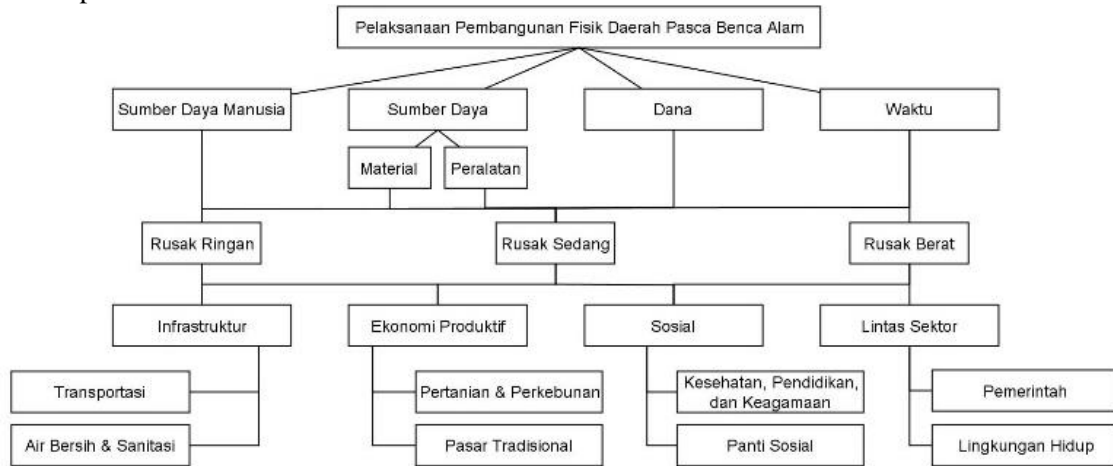 Pelaksanaan Pembangunan Fisik Daerah Pasca Benca Alam
Sumber Daya Manusia
Sumber Daya
Dana
Waktu
Material
Peralatan
Rusak Ringan
Rusak Sedang
Rusak Berat
Infrastruktur
Ekonomi Produktif
Sosial
Lintas Sektor
Transportasi
Pertanian & Perkebunan
Kesehatan, Pendidikan,
dan Keagamaan
Pemerintah
Air Bersih & Sanitasi
Pasar Tradisional
Panti Sosial
Lingkungan Hidup